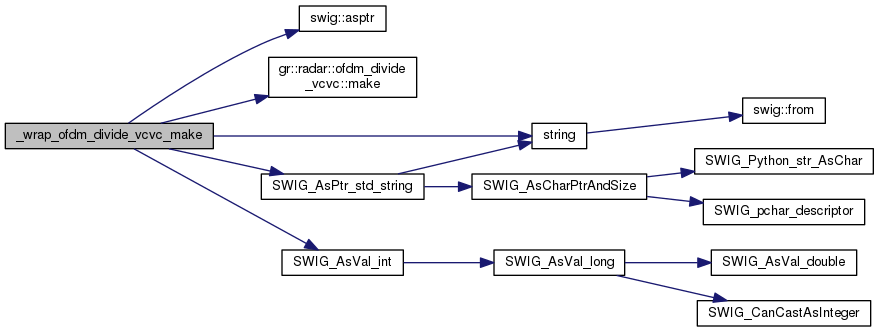 swig::asptr
gr::radar::ofdm_divide
_vcvc::make
_wrap_ofdm_divide_vcvc_make
string
swig::from
SWIG_AsPtr_std_string
SWIG_AsCharPtrAndSize
SWIG_Python_str_AsChar
SWIG_pchar_descriptor
SWIG_AsVal_int
SWIG_AsVal_long
SWIG_AsVal_double
SWIG_CanCastAsInteger